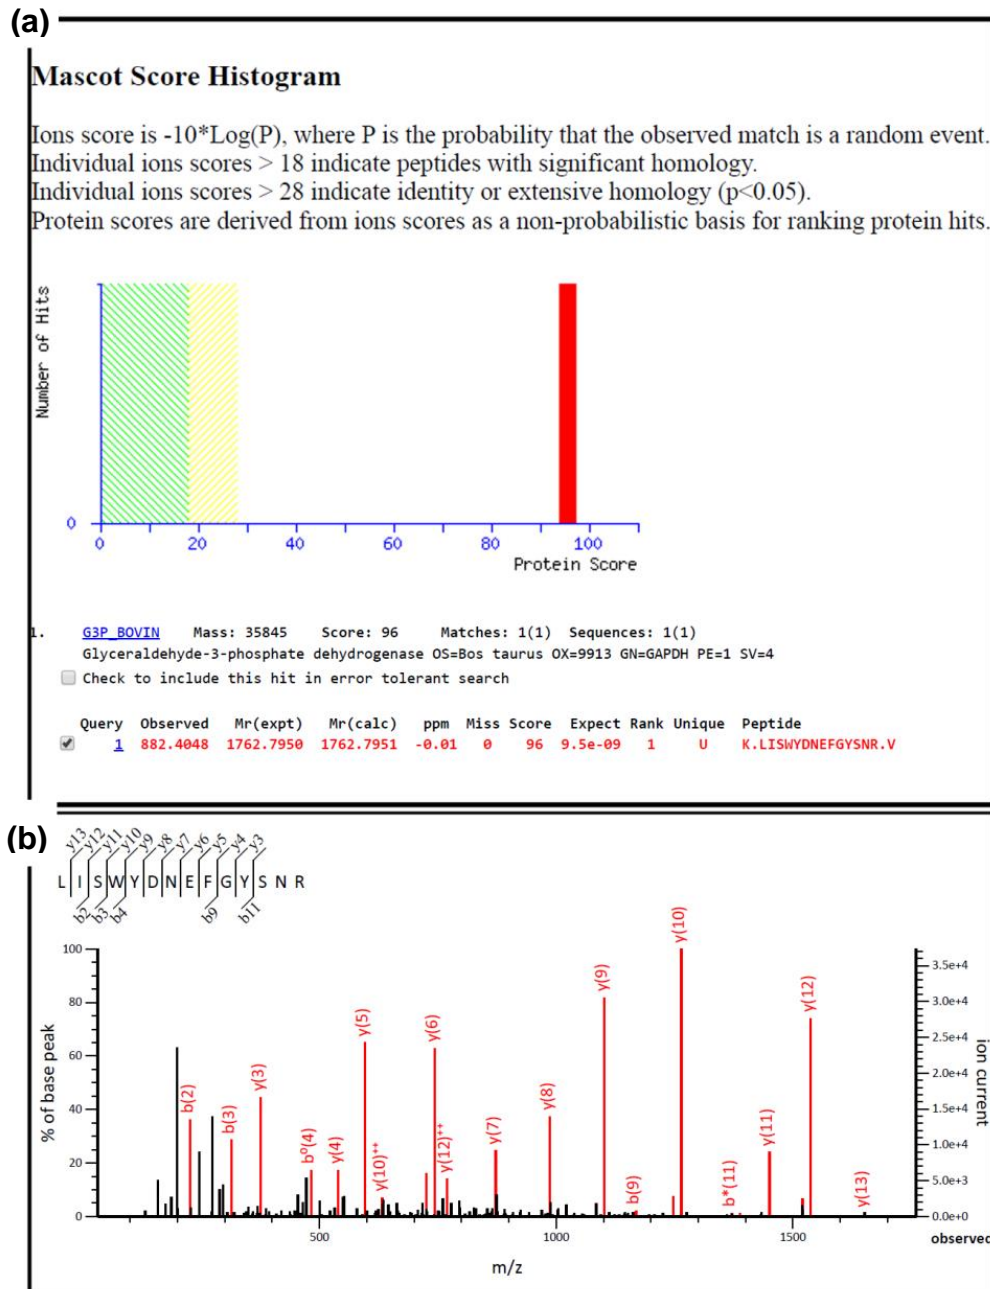 (a)
Mascot Score Histogram
Ions score is -10*Log(P), where P is the probability that the observed match is a random event.
Individual ions scores > 18 indicate peptides with significant homology.
Individual ions scores > 28 indicate identity or extensive homology (p<0.05).
Protein scores are derived from ions scores as a non-probabilistic basis for ranking protein hits.
Number of Hits
0
0 20 40 60 80 100
Protein Score
1. G3P_BOVIN Mass: 35845 Score: 96 Matches: 1(1) Sequences: 1(1)
Glyceraldehyde-3-phosphate dehydrogenase OS=Bos taurus OX=9913 GN=GAPDH PE=1 SV=4
Check to include this hit in error tolerant search
Query Observed Mr(expt) Mr(calc) ppm Miss Score Expect Rank Unique Peptide
1 882.4048 1762.7950 1762.7951 -0.01 0 96 9.5e-09 1 U K.LISWYDNEFGYSNR.V
(b)
y13 y12 y11 y10 y9 y8 y7 y6 y5 y4 y3
L I S W Y D N E F G Y S N R
b2 b3 b4 b9 b11
% of base peak
100
80
60
40
20
0
b(2) b(3) y(3) b⁰(4) y(4) y(5) y(10)⁺⁺ y(6) y(12)⁺⁺ y(7) y(8) y(9) b(9) y(10) b*(11) y(11) y(12) y(13)
3.5e+4
3.0e+4
2.5e+4
2.0e+4
1.5e+4
1.0e+4
5.0e+3
0.0e+0
ion current
500 1000 1500 observed
m/z